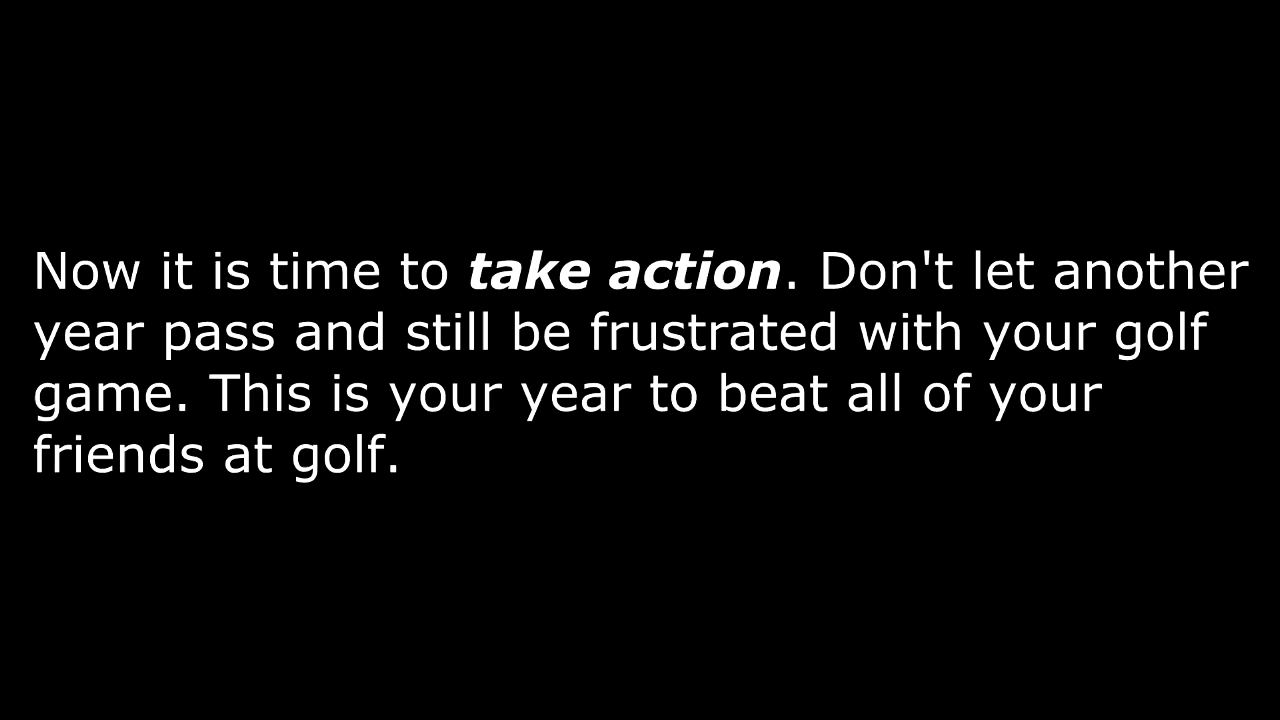 Now it is time to take action. Don't let another
year pass and still be frustrated with your golf
game. This is your year to beat all of your
friends at golf.